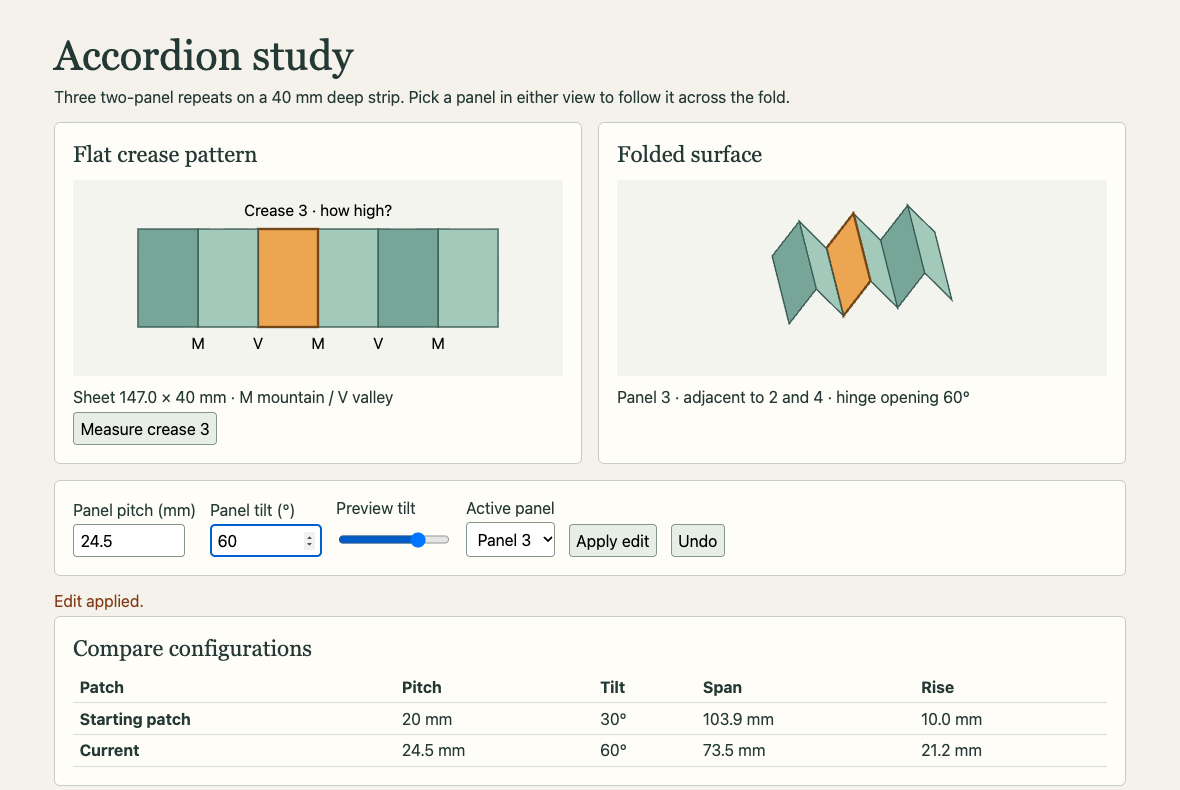 Accordion study
Three two-panel repeats on a 40 mm deep strip. Pick a panel in either view to follow it across the fold.
Flat crease pattern
Crease 3 · how high?
M V M V M
Sheet 147.0 × 40 mm · M mountain / V valley
Measure crease 3
Folded surface
Panel 3 · adjacent to 2 and 4 · hinge opening 60°
Panel pitch (mm) Panel tilt (°) Preview tilt Active panel
24.5 60 Panel 3 Apply edit Undo
Edit applied.
Compare configurations
Patch Pitch Tilt Span Rise
Starting patch 20 mm 30° 103.9 mm 10.0 mm
Current 24.5 mm 60° 73.5 mm 21.2 mm